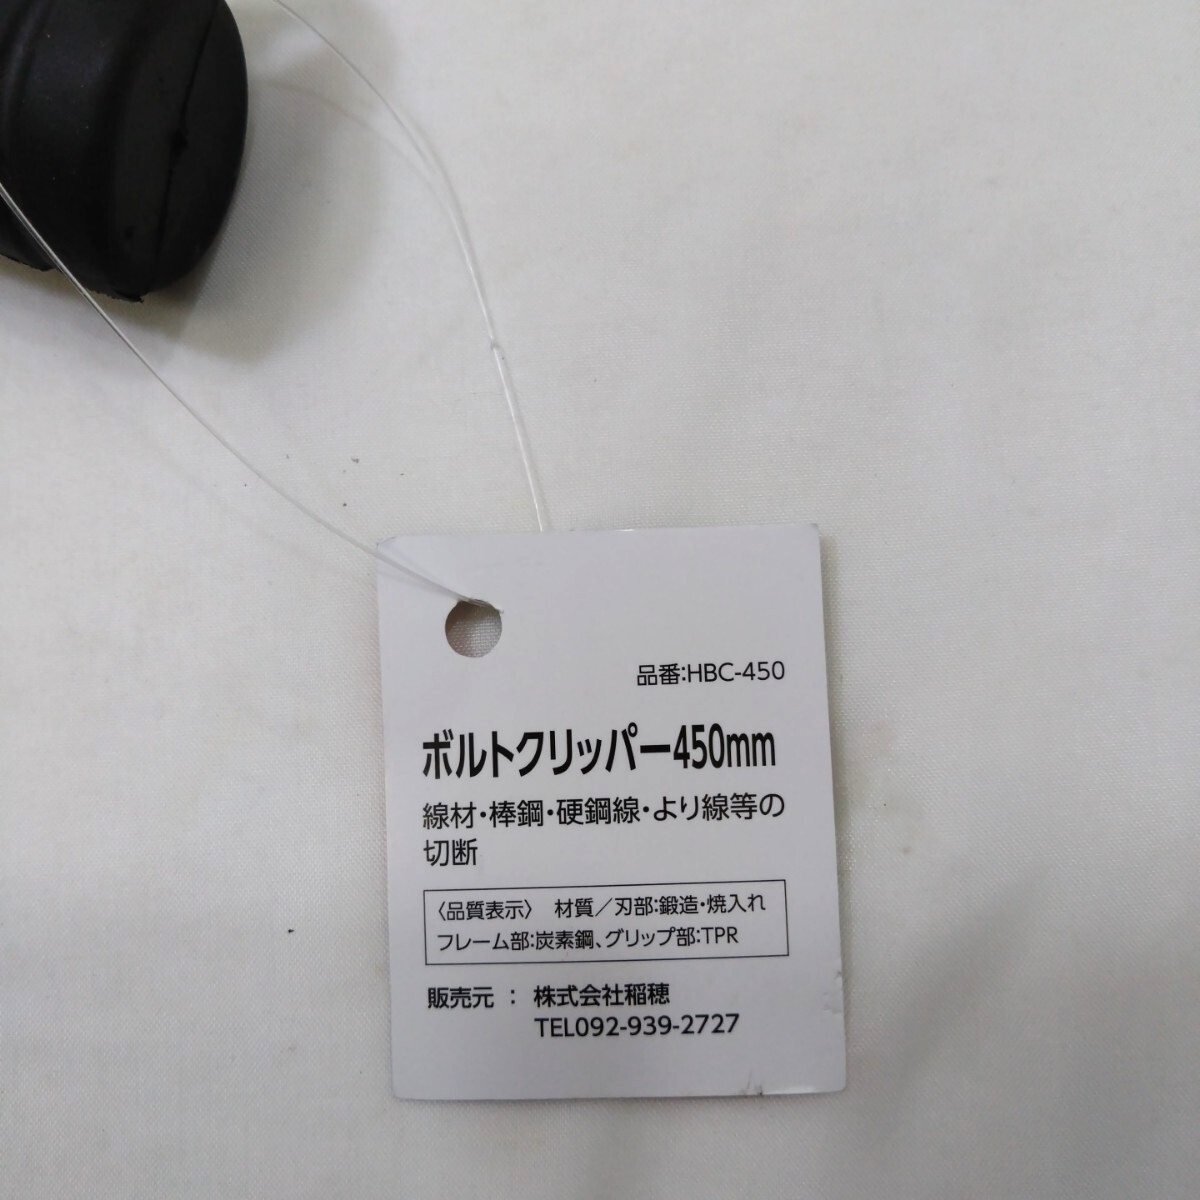 品番:HBC-450
ボルトクリッパー450mm
線材・棒鋼・硬鋼線・より線等の
切断
〈品質表示〉 材質／刃部:鍛造・焼入れ
フレーム部:炭素鋼、グリップ部:TPR
販売元 : 株式会社稲穂
TEL092-939-2727